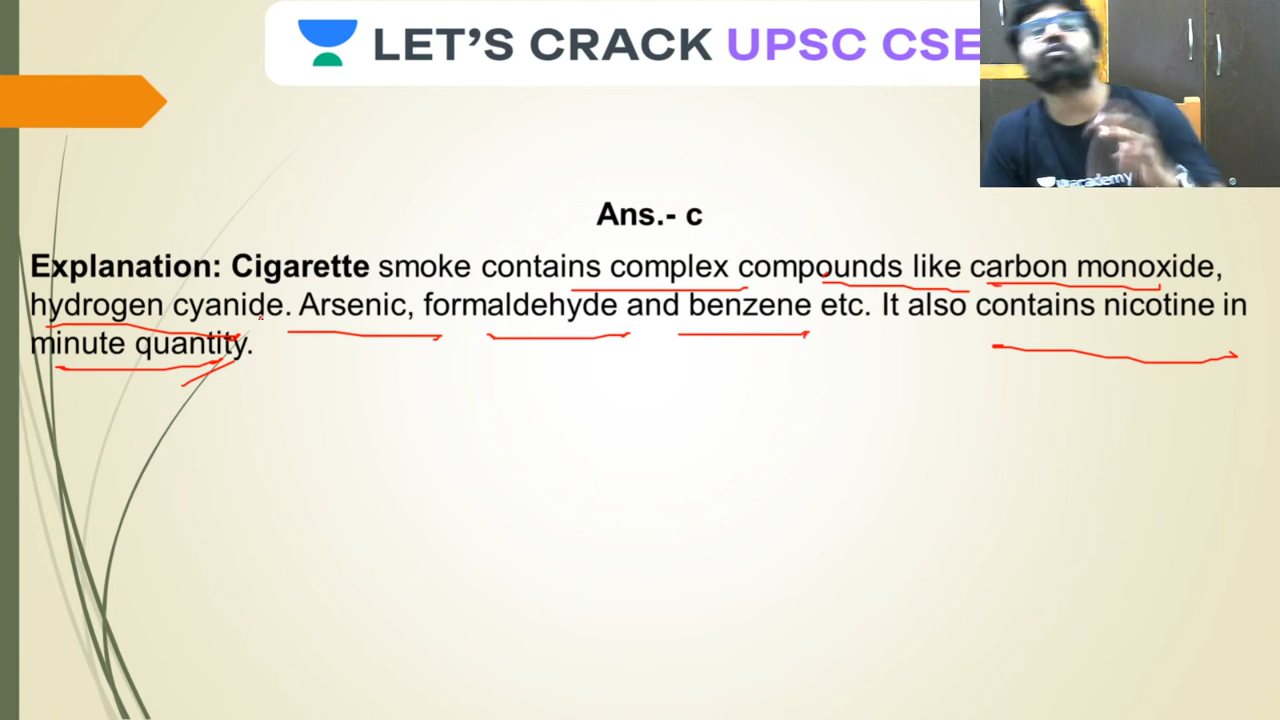 LET'S CRACK UPSC CSE
academy
Ans.- c
Explanation: Cigarette smoke contains complex compounds like carbon monoxide,
hydrogen cyanide. Arsenic, formaldehyde and benzene etc. It also contains nicotine in
minute quantity.